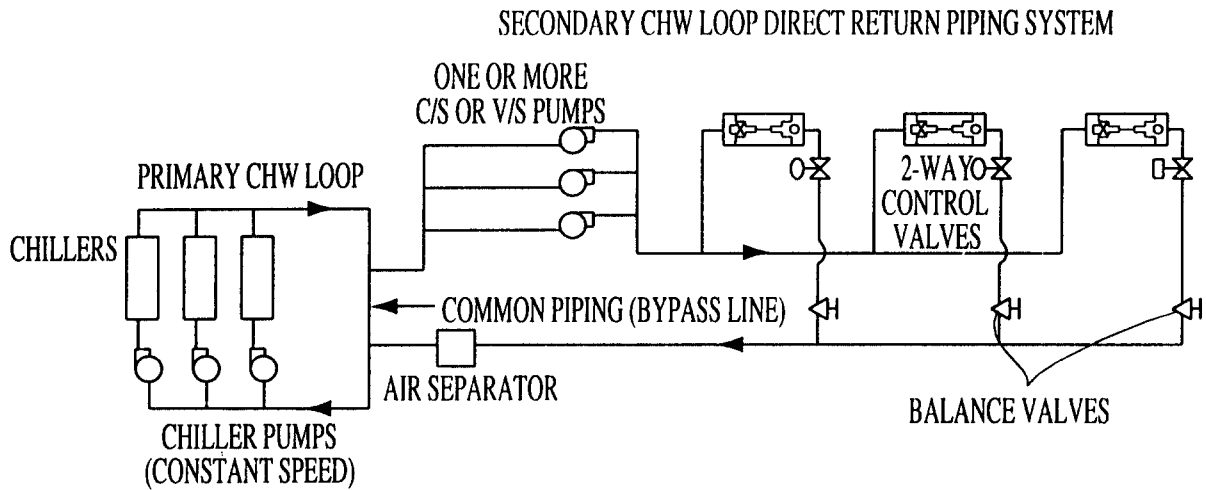 SECONDARY CHW LOOP DIRECT RETURN PIPING SYSTEM
ONE OR MORE
C/S OR V/S PUMPS
PRIMARY CHW LOOP
2-WAY
CONTROL
VALVES
CHILLERS
COMMON PIPING (BYPASS LINE)
AIR SEPARATOR
BALANCE VALVES
CHILLER PUMPS
(CONSTANT SPEED)